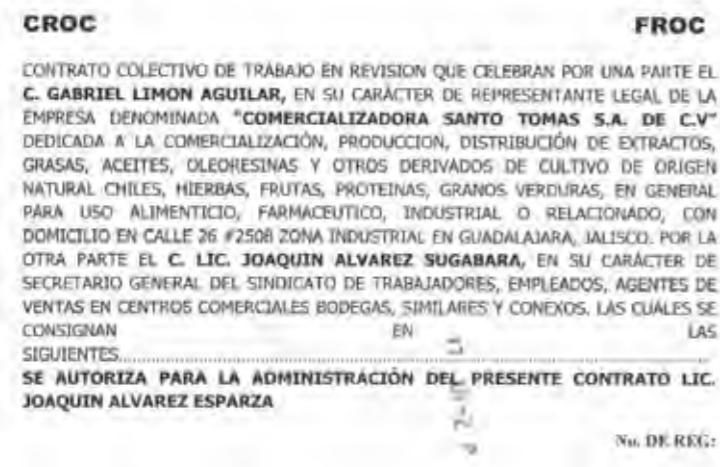 CROC FROC
CONTRATO COLECTIVO DE TRABAJO EN REVISION QUE CELEBRAN POR UNA PARTE EL
C. GABRIEL LIMON AGUILAR, EN SU CARÁCTER DE REPRESENTANTE LEGAL DE LA
EMPRESA DENOMINADA "COMERCIALIZADORA SANTO TOMAS S.A. DE C.V"
DEDICADA A LA COMERCIALIZACIÓN, PRODUCCION, DISTRIBUCIÓN DE EXTRACTOS,
GRASAS, ACEITES, OLEORESINAS Y OTROS DERIVADOS DE CULTIVO DE ORIGEN
NATURAL CHILES, HIERBAS, FRUTAS, PROTEINAS, GRANOS VERDURAS, EN GENERAL
PARA USO ALIMENTICIO, FARMACEUTICO, INDUSTRIAL O RELACIONADO, CON
DOMICILIO EN CALLE 26 #2508 ZONA INDUSTRIAL EN GUADALAJARA, JALISCO. POR LA
OTRA PARTE EL C. LIC. JOAQUIN ALVAREZ SUGABARA, EN SU CARÁCTER DE
SECRETARIO GENERAL DEL SINDICATO DE TRABAJADORES, EMPLEADOS, AGENTES DE
VENTAS EN CENTROS COMERCIALES BODEGAS, SIMILARES Y CONEXOS. LAS CUALES SE
CONSIGNAN EN LAS
SIGUIENTES
SE AUTORIZA PARA LA ADMINISTRACIÓN DEL PRESENTE CONTRATO LIC.
JOAQUIN ALVAREZ ESPARZA
No. DE REG: